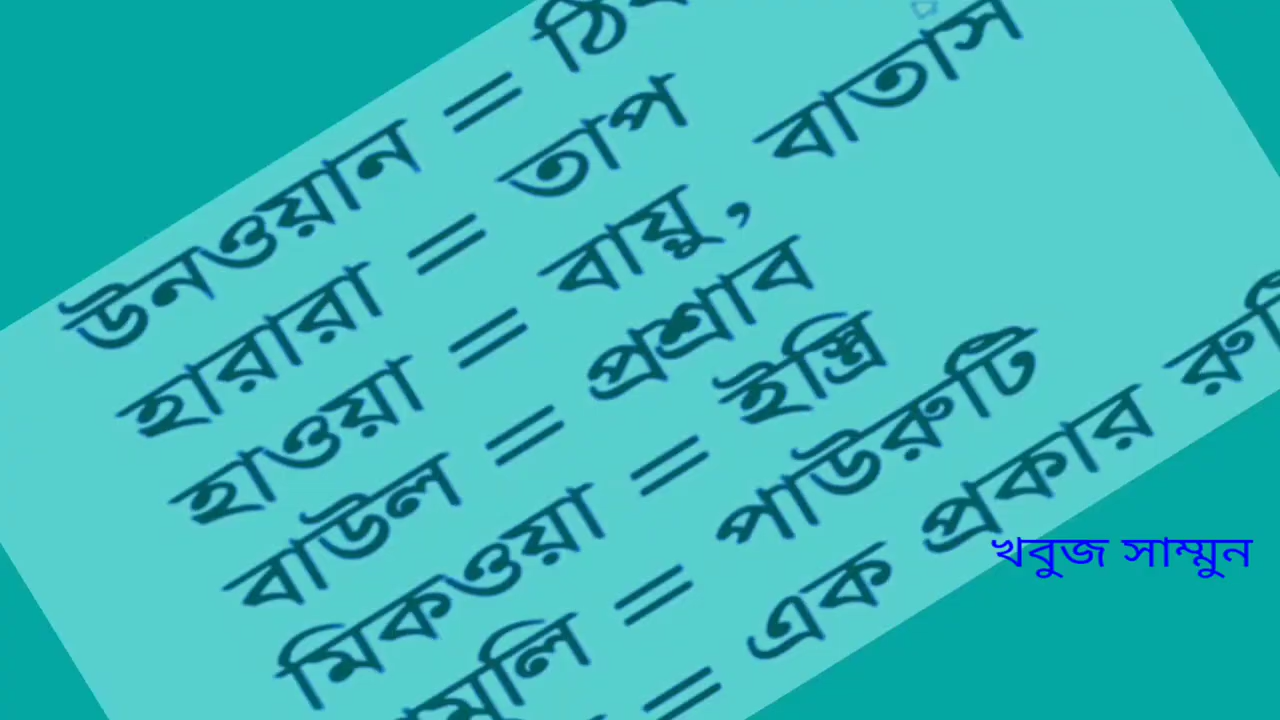 উনওয়ান =
হারারা = তাপ
হাওয়া = বায়ু, বাতাস
বাউল = প্রশ্রাব
মিকওয়া = ইস্ত্রি
= পাউরুটি
= এক প্রকার
খবুজ সাম্মুন